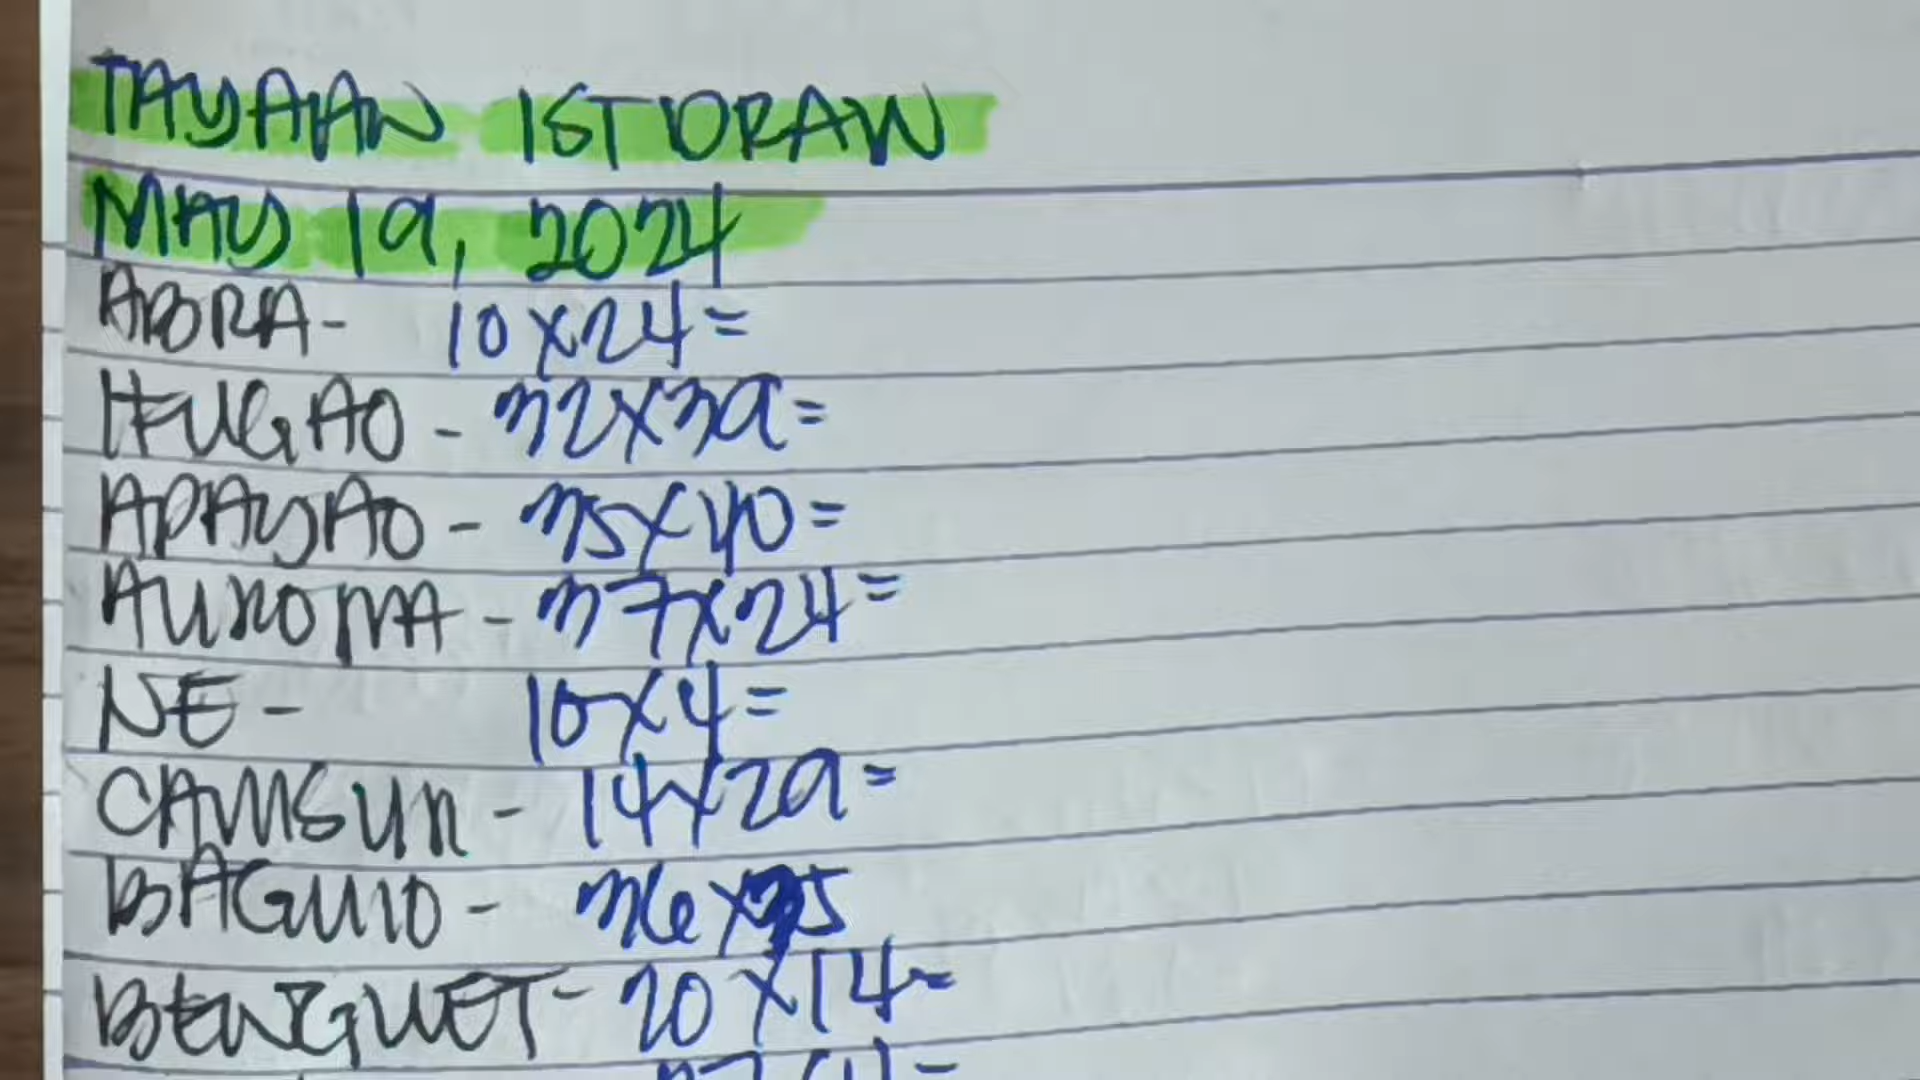 TAYAAN 1ST DRAW
MAY 19, 2024
ABRA- 10x24=
IFUGAO - 32x39=
APAYAO - 35x40=
AURORA - 37x24=
NE - 10x4=
CAMSUR - 14x29=
BAGUIO - 36x35
BENGUET- 20x14=